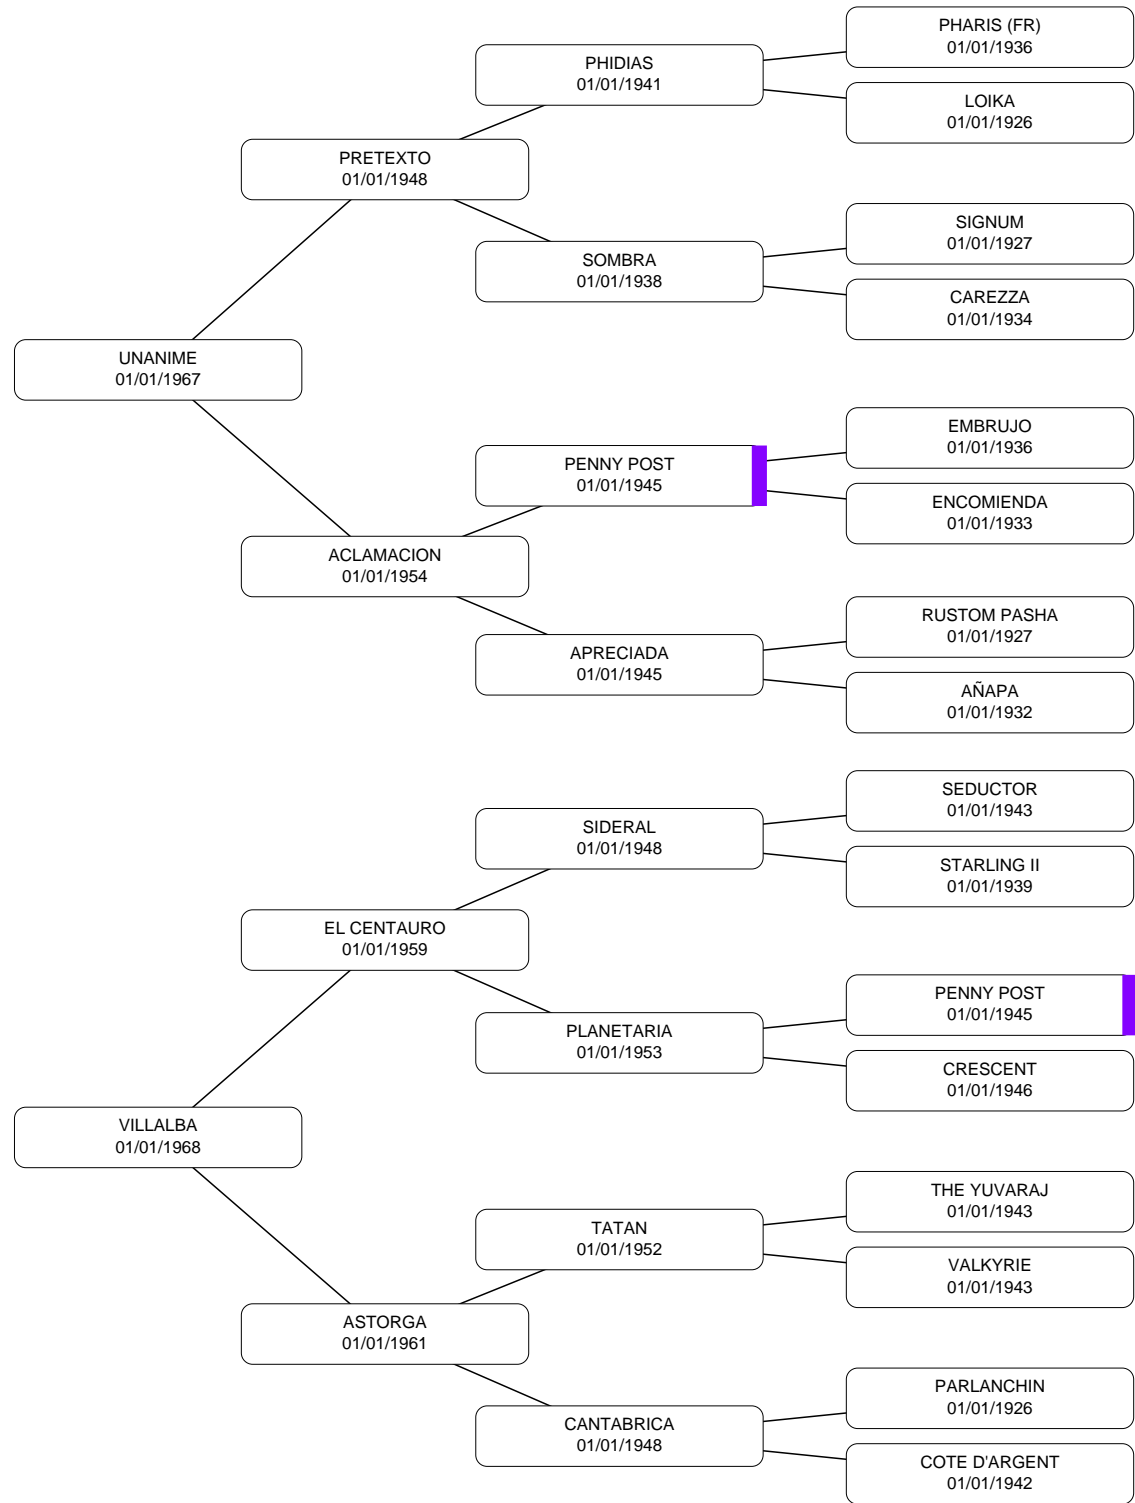 PHARIS (FR)
01/01/1936
PHIDIAS
01/01/1941
LOIKA
01/01/1926
PRETEXTO
01/01/1948
SIGNUM
01/01/1927
SOMBRA
01/01/1938
CAREZZA
01/01/1934
UNANIME
01/01/1967
EMBRUJO
01/01/1936
PENNY POST
01/01/1945
ENCOMIENDA
01/01/1933
ACLAMACION
01/01/1954
RUSTOM PASHA
01/01/1927
APRECIADA
01/01/1945
AÑAPA
01/01/1932
SEDUCTOR
01/01/1943
SIDERAL
01/01/1948
STARLING II
01/01/1939
EL CENTAURO
01/01/1959
PENNY POST
01/01/1945
PLANETARIA
01/01/1953
CRESCENT
01/01/1946
VILLALBA
01/01/1968
THE YUVARAJ
01/01/1943
TATAN
01/01/1952
VALKYRIE
01/01/1943
ASTORGA
01/01/1961
PARLANCHIN
01/01/1926
CANTABRICA
01/01/1948
COTE D'ARGENT
01/01/1942